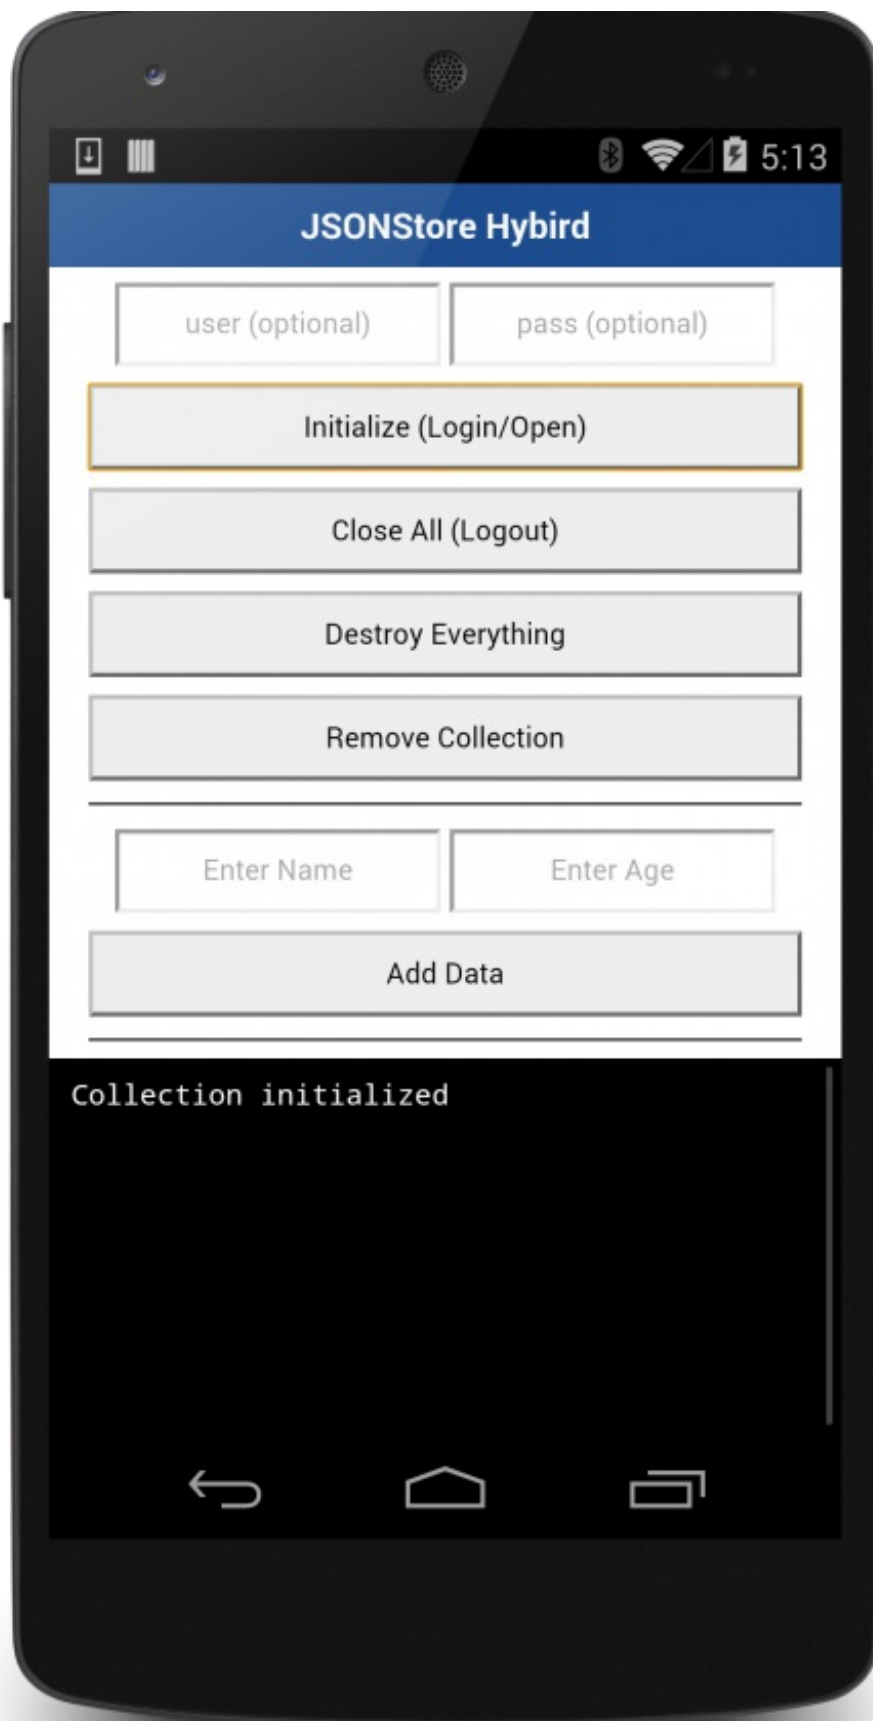 5:13
JSONStore Hybird
user (optional) pass (optional)
Initialize (Login/Open)
Close All (Logout)
Destroy Everything
Remove Collection
Enter Name Enter Age
Add Data
Collection initialized